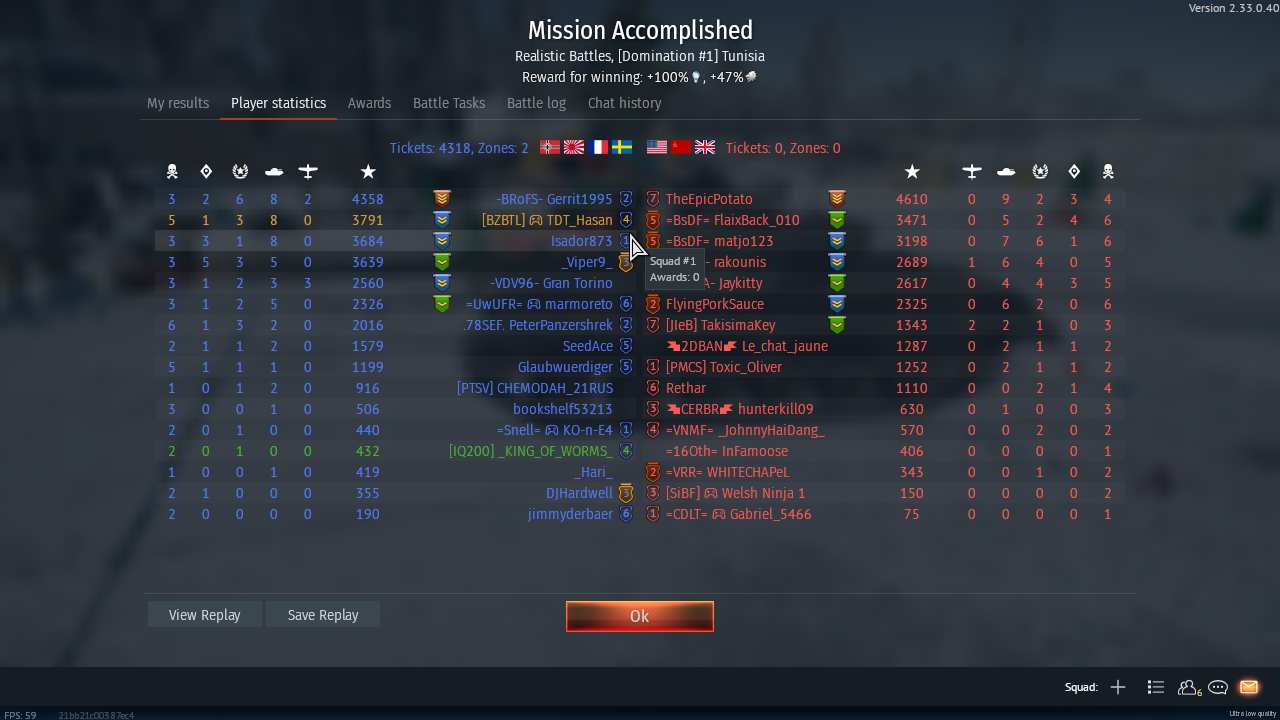 Version 2.33.0.40
Mission Accomplished
Realistic Battles, [Domination #1] Tunisia
Reward for winning: +100%, +47%
My results Player statistics Awards Battle Tasks Battle log Chat history
Tickets: 4318, Zones: 2 Tickets: 0, Zones: 0
3 2 6 8 2 4358 -BRoFS- Gerrit1995 2 7 TheEpicPotato 4610 0 9 2 3 4
5 1 3 8 0 3791 [BZBTL] TDT_Hasan 4 5 =BsDF= FlaixBack_010 3471 0 5 2 4 6
3 3 1 8 0 3684 Isador873 1 5 =BsDF= matjo123 3198 0 7 6 1 6
3 5 3 5 0 3639 _Viper9_ 3 - rakounis 2689 1 6 4 0 5
3 1 2 3 3 2560 -VDV96- Gran Torino A- Jaykitty 2617 0 4 4 3 5
Squad #1
Awards: 0
3 1 2 5 0 2326 =UwUFR= marmoreto 6 2 FlyingPorkSauce 2325 0 6 2 0 6
6 1 3 2 0 2016 .78SEF. PeterPanzershrek 2 7 [JIeB] TakisimaKey 1343 2 2 1 0 3
2 1 1 2 0 1579 SeedAce 5 2DBAN Le_chat_jaune 1287 0 2 1 1 2
5 1 1 1 0 1199 Glaubwuerdiger 5 1 [PMCS] Toxic_Oliver 1252 0 2 1 1 2
1 0 1 2 0 916 [PTSV] CHEMODAH_21RUS 6 Rethar 1110 0 0 2 1 4
3 0 0 1 0 506 bookshelf53213 3 CERBR hunterkill09 630 0 1 0 0 3
2 0 1 0 0 440 =Snell= KO-n-E4 1 4 =VNMF= _JohnnyHaiDang_ 570 0 0 2 0 2
2 0 1 0 0 432 [IQ200] _KING_OF_WORMS_ 4 =16Oth= InFamoose 406 0 0 0 0 1
1 0 0 1 0 419 _Hari_ 2 =VRR= WHITECHAPeL 343 0 0 1 0 2
2 1 0 0 0 355 DJHardwell 3 3 [SiBF] Welsh Ninja 1 150 0 0 0 0 2
2 0 0 0 0 190 jimmyderbaer 6 1 =CDLT= Gabriel_5466 75 0 0 0 0 1
View Replay Save Replay Ok
Squad: 6
FPS: 59 21bb21c00387ec4 Ultra low quality